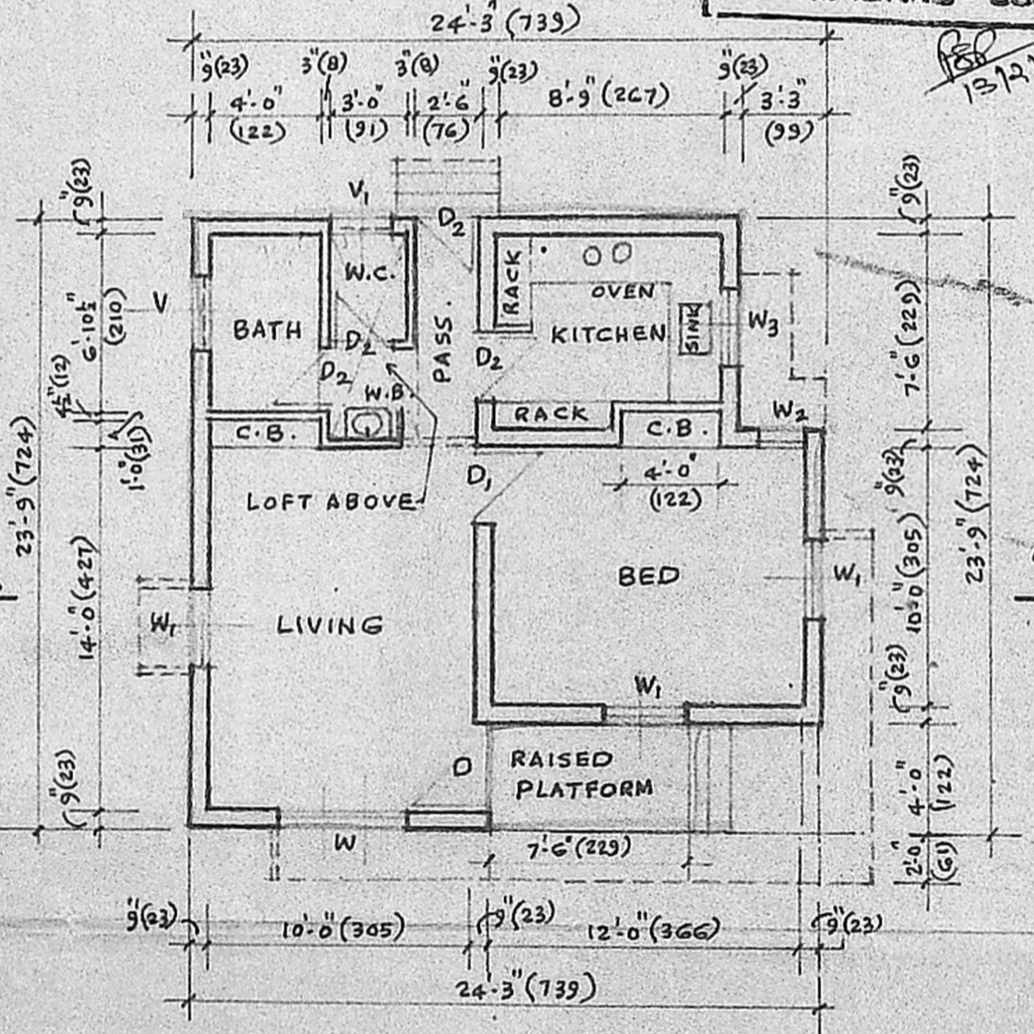 24'-3" (739)
13/2
9"(23) 3"(8) 3"(8) 9"(23) 9"(23)
4'-0" 3'-0" 2'-6" 8'-9" (267) 3'-3"
(122) (91) (76) (99)
9"(23) 9"(23)
V1
D2
W.C.
RACK
OVEN
V
6'-10½" (210)
BATH
PASS.
KITCHEN
SINK
W3
7'-6" (229)
D2
D2
D2
W.B.
4½"(12)
RACK
W2
C.B.
C.B.
1'-0"(31)
D1
4'-0"
(122)
9"(23)
LOFT ABOVE
23'-9" (724)
23'-9" (724)
14'-0" (427)
BED
W1
10'-0" (305)
W1
LIVING
W1
9"(23)
D
RAISED
PLATFORM
9"(23)
4'-0" (122)
W
7'-6" (229)
2'-0" (61)
9"(23) 10'-0" (305) 9"(23) 12'-0" (366) 9"(23)
24'-3" (739)